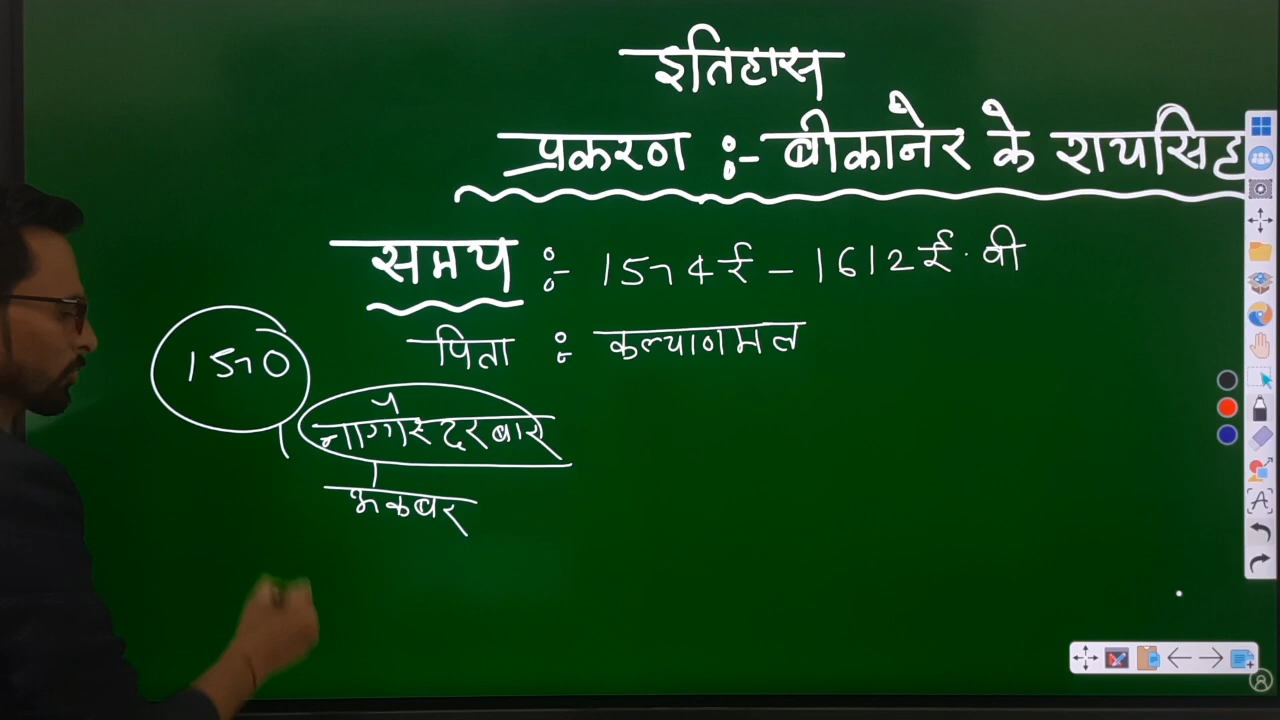 इतिहास
प्रकरण :- बीकानेर के रायसिंह
समय :- 1574 ई - 1612 ई. वी
पिता : कल्याणमल
1570
नागौर दरबार
अकबर